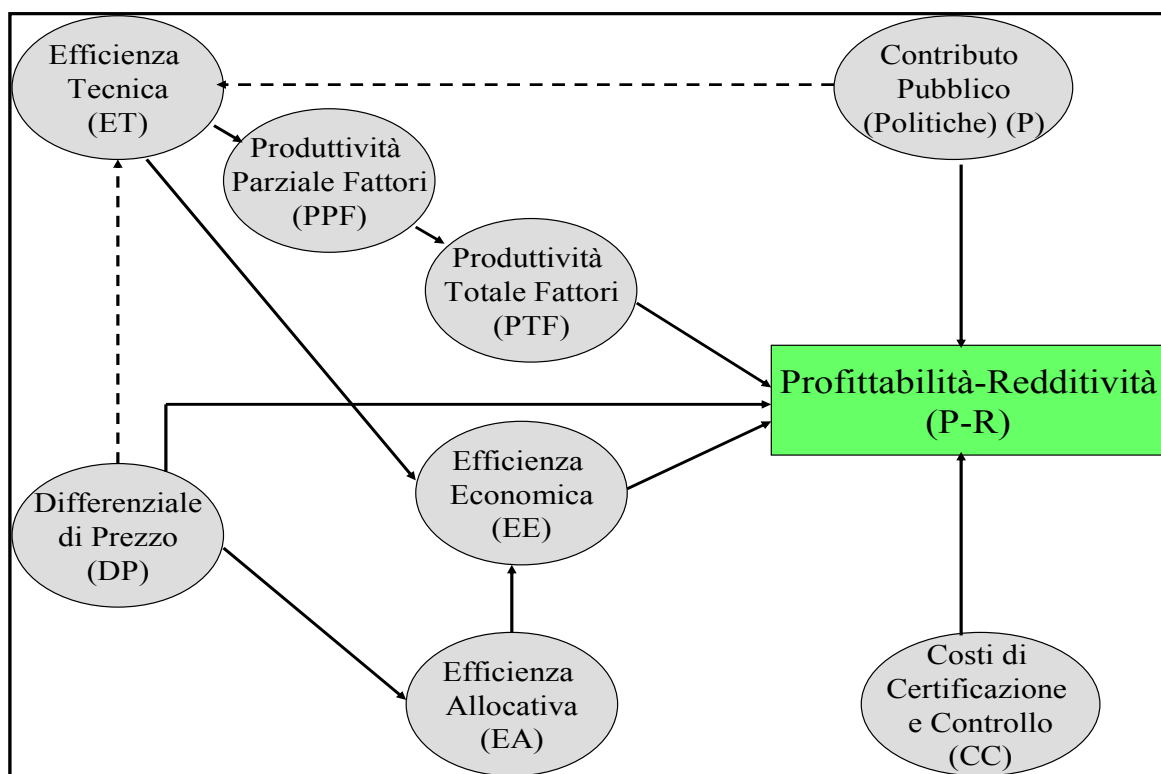 Efficienza
Tecnica
(ET)
Contributo
Pubblico
(Politiche) (P)
Produttività
Parziale Fattori
(PPF)
Produttività
Totale Fattori
(PTF)
Profittabilità-Redditività
(P-R)
Efficienza
Economica
(EE)
Differenziale
di Prezzo
(DP)
Efficienza
Allocativa
(EA)
Costi di
Certificazione
e Controllo
(CC)